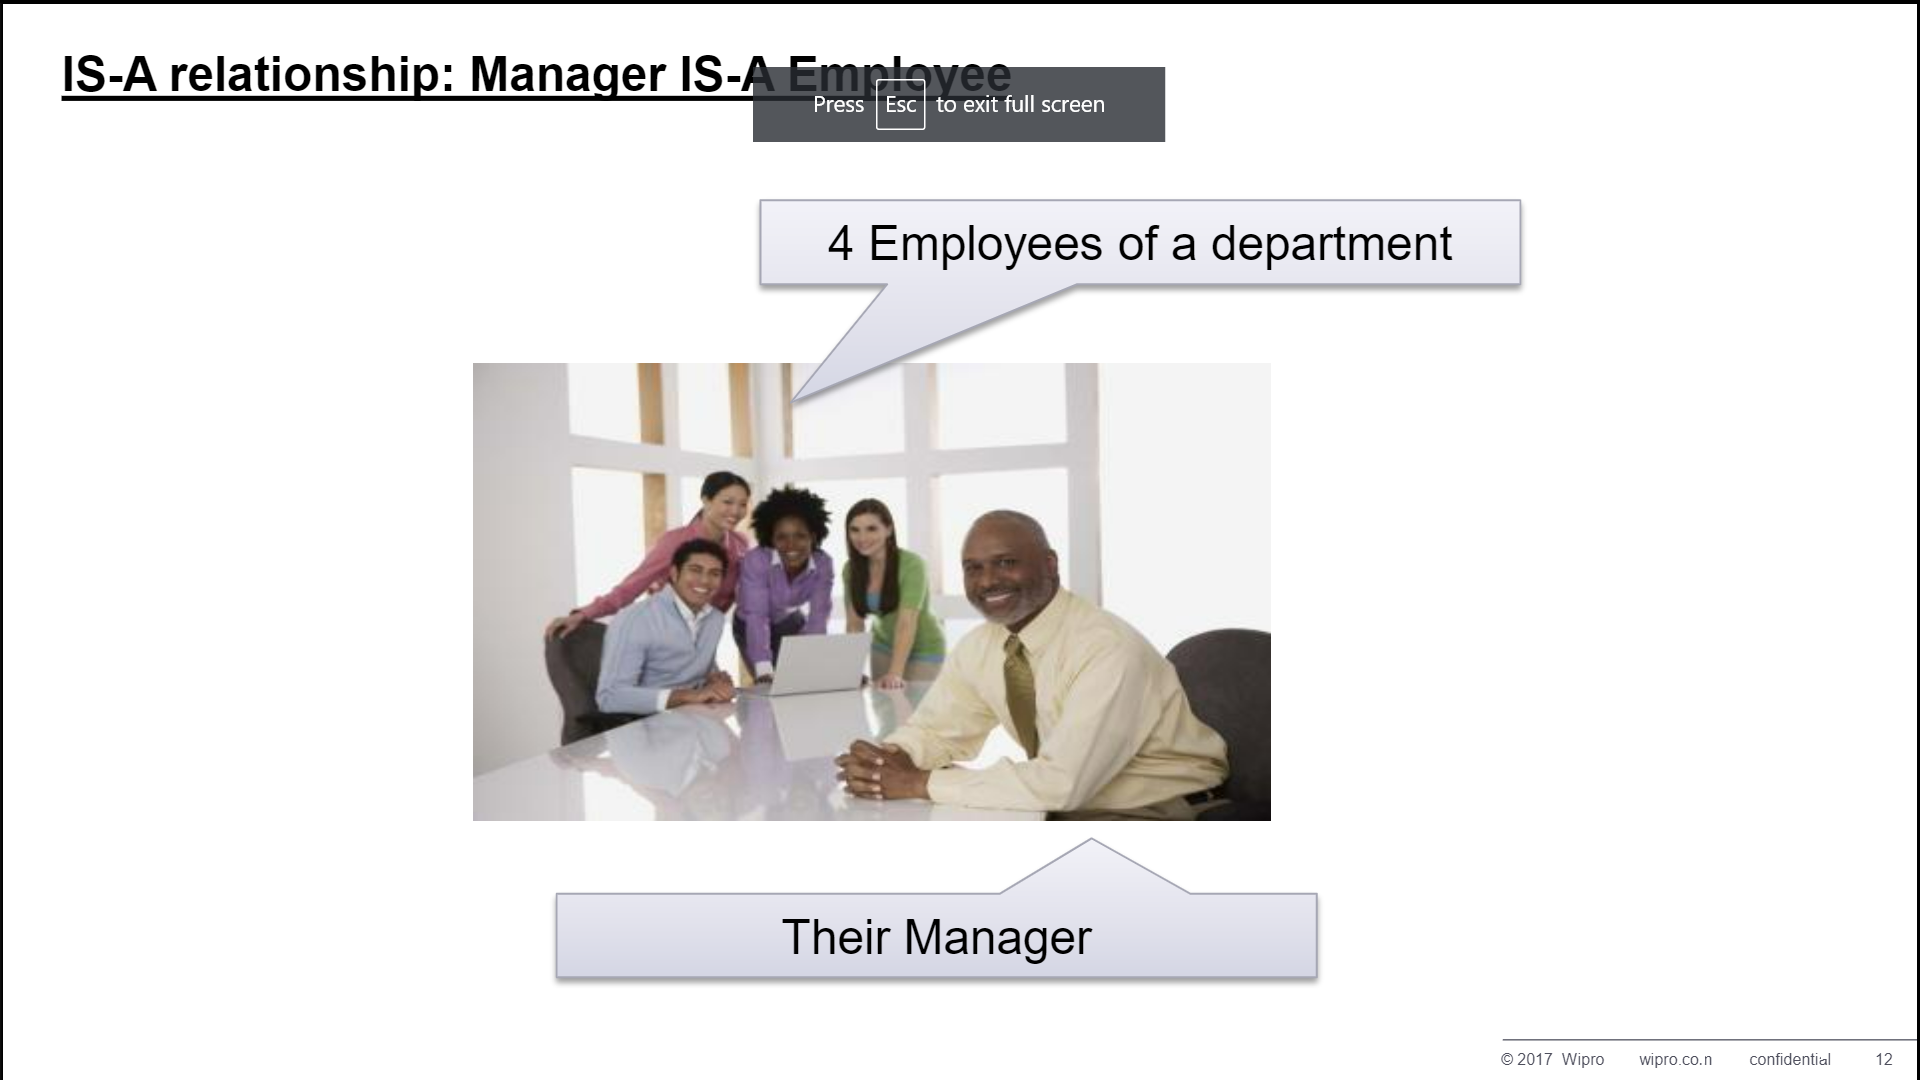 IS-A relationship: Manager IS-A Employee
Press Esc to exit full screen
4 Employees of a department
Their Manager
© 2017 Wipro wipro.co.n confidential 12